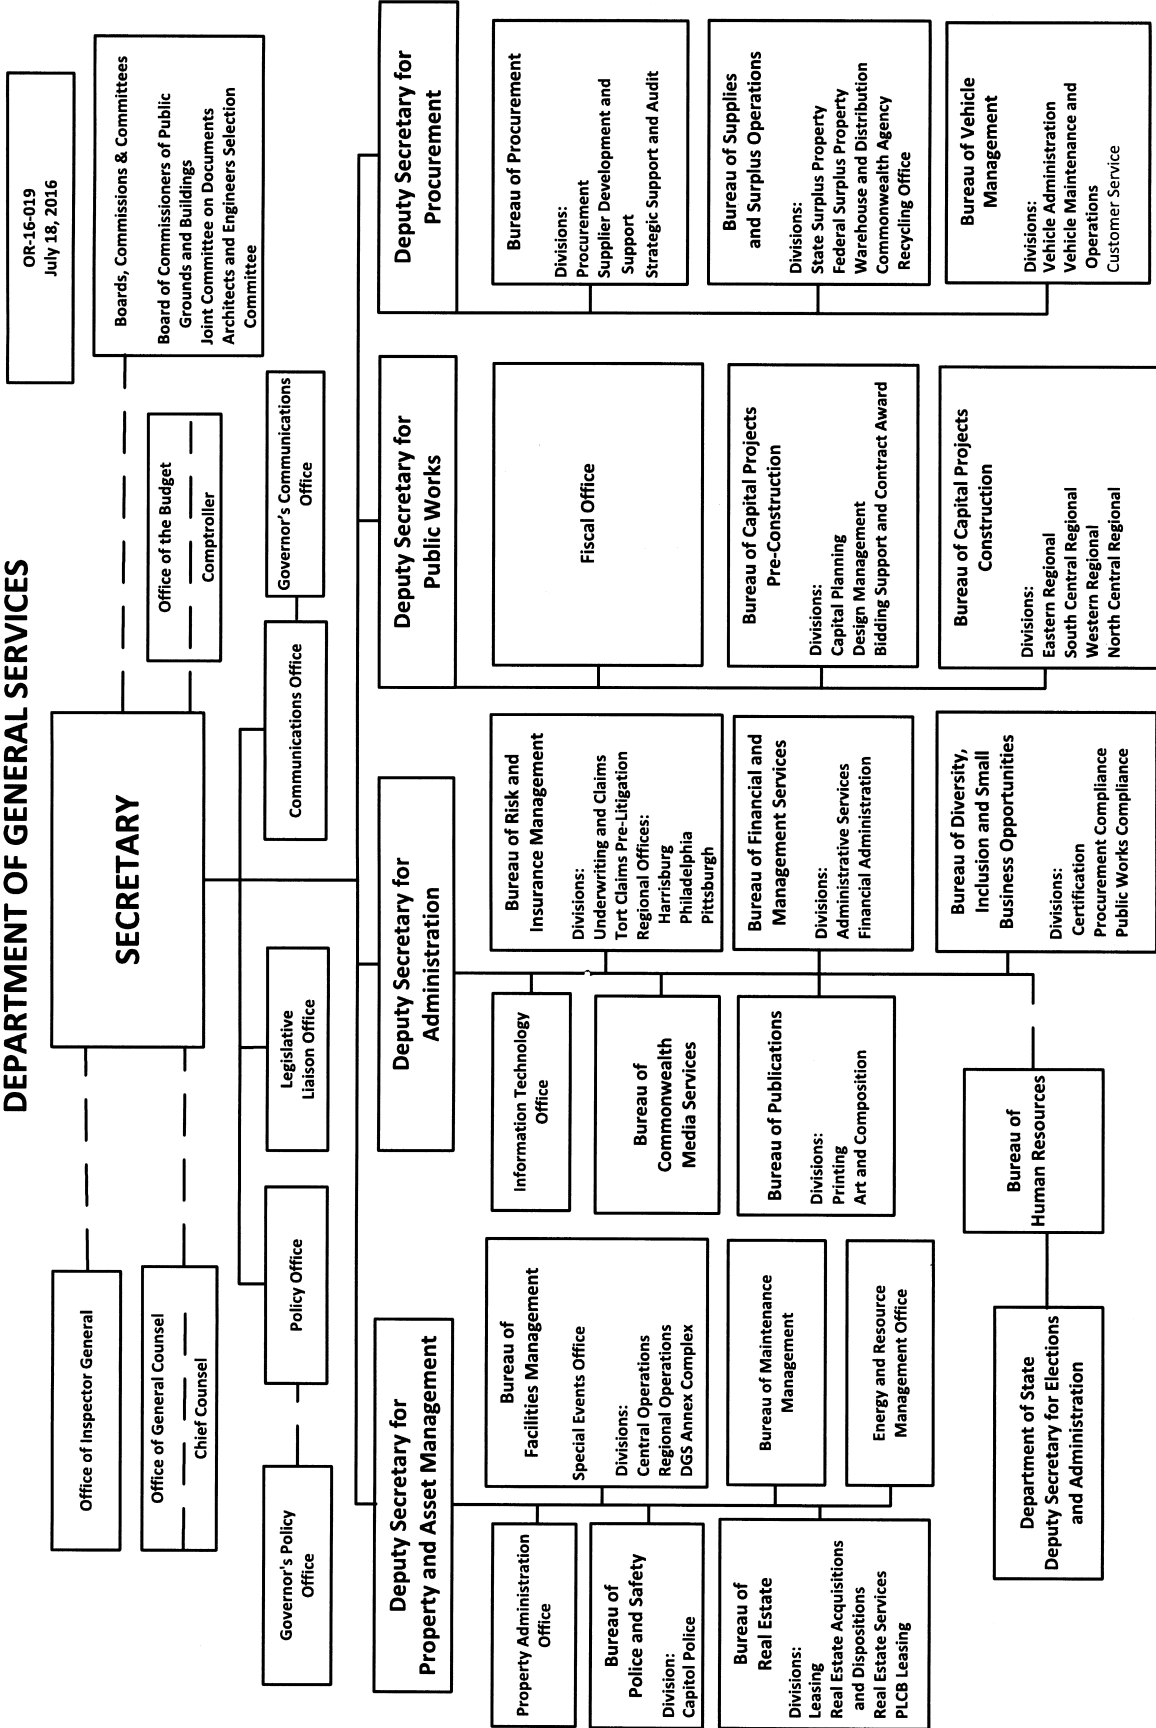 DEPARTMENT OF GENERAL SERVICES
OR-16-019
July 18, 2016
SECRETARY
Office of Inspector General
Office of General Counsel
Chief Counsel
Office of the Budget
Comptroller
Boards, Commissions & Committees
Board of Commissioners of Public
Grounds and Buildings
Joint Committee on Documents
Architects and Engineers Selection
Committee
Governor's Policy
Office
Policy Office
Legislative
Liaison Office
Communications Office
Governor's Communications
Office
Deputy Secretary for
Property and Asset Management
Property Administration
Office
Bureau of
Police and Safety
Division:
Capitol Police
Bureau of
Real Estate
Divisions:
Leasing
Real Estate Acquisitions
and Dispositions
Real Estate Services
PLCB Leasing
Bureau of
Facilities Management
Special Events Office
Divisions:
Central Operations
Regional Operations
DGS Annex Complex
Bureau of Maintenance
Management
Energy and Resource
Management Office
Deputy Secretary for
Administration
Information Technology
Office
Bureau of
Commonwealth
Media Services
Bureau of Publications
Divisions:
Printing
Art and Composition
Bureau of Risk and
Insurance Management
Divisions:
Underwriting and Claims
Tort Claims Pre-Litigation
Regional Offices:
Harrisburg
Philadelphia
Pittsburgh
Bureau of Financial and
Management Services
Divisions:
Administrative Services
Financial Administration
Bureau of Diversity,
Inclusion and Small
Business Opportunities
Divisions:
Certification
Procurement Compliance
Public Works Compliance
Bureau of
Human Resources
Department of State
Deputy Secretary for Elections
and Administration
Deputy Secretary for
Public Works
Fiscal Office
Bureau of Capital Projects
Pre-Construction
Divisions:
Capital Planning
Design Management
Bidding Support and Contract Award
Bureau of Capital Projects
Construction
Divisions:
Eastern Regional
South Central Regional
Western Regional
North Central Regional
Deputy Secretary for
Procurement
Bureau of Procurement
Divisions:
Procurement
Supplier Development and
Support
Strategic Support and Audit
Bureau of Supplies
and Surplus Operations
Divisions:
State Surplus Property
Federal Surplus Property
Warehouse and Distribution
Commonwealth Agency
Recycling Office
Bureau of Vehicle
Management
Divisions:
Vehicle Administration
Vehicle Maintenance and
Operations
Customer Service